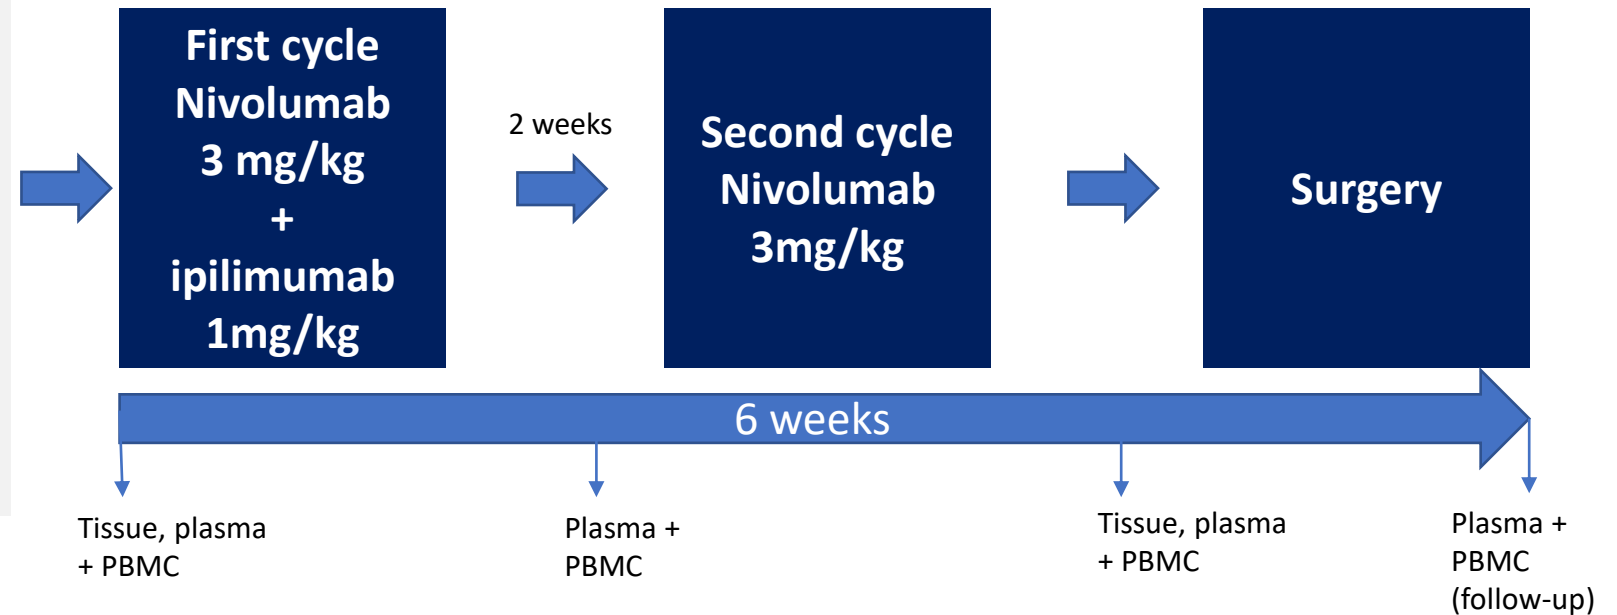 First cycle
Nivolumab
3 mg/kg
+
ipilimumab
1mg/kg
2 weeks
Second cycle
Nivolumab
3mg/kg
Surgery
6 weeks
Tissue, plasma
+ PBMC
Plasma +
PBMC
Tissue, plasma
+ PBMC
Plasma +
PBMC
(follow-up)